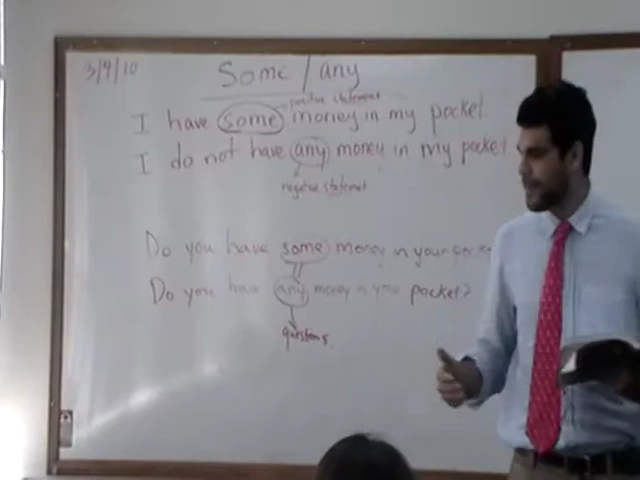 3/4/10
Some / any
positive statement
I have some money in my pocket.
I do not have any money in my pocket
negative statement
Do you have some money in your
Do you have any money in your pocket?
questions